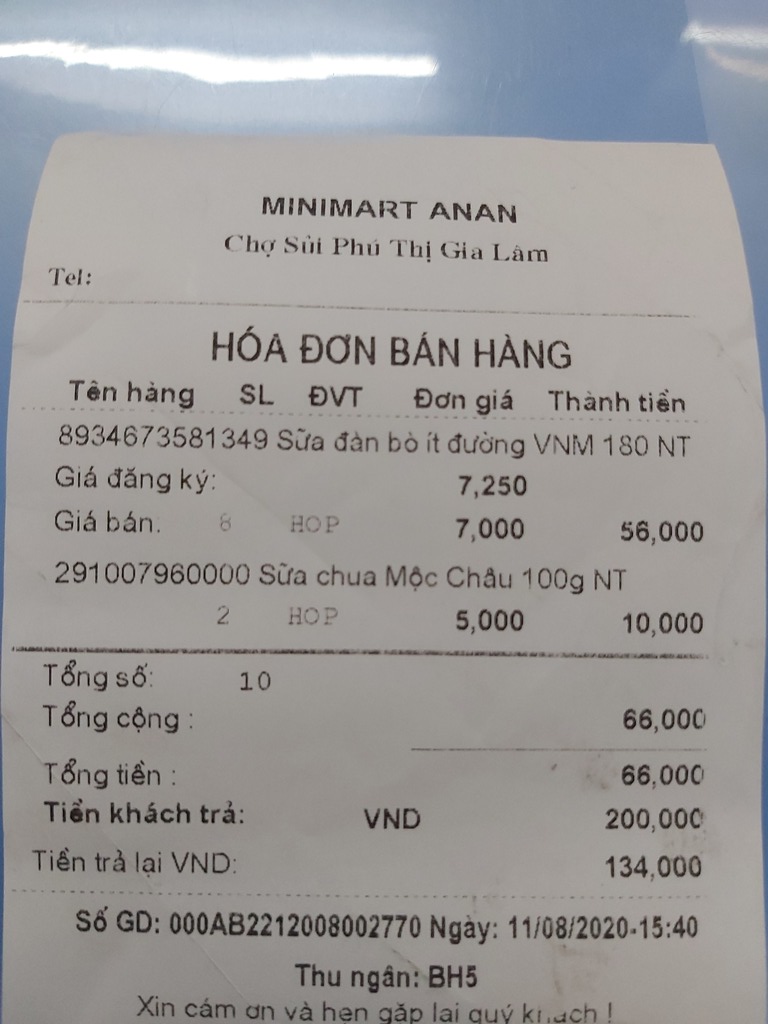 MINIMART ANAN
Chợ Sủi Phú Thị Gia Lâm
Tel:
HÓA ĐƠN BÁN HÀNG
Tên hàng SL ĐVT Đơn giá Thành tiền
8934673581349 Sữa đàn bò ít đường VNM 180 NT
Giá đăng ký: 7,250
Giá bán. 8 HOP 7,000 56,000
291007960000 Sữa chua Mộc Châu 100g NT
2 HOP 5,000 10,000
Tổng số: 10
Tổng cộng : 66,000
Tổng tiền : 66,000
Tiền khách trả: VND 200,000
Tiền trả lại VND: 134,000
Số GD: 000AB2212008002770 Ngày: 11/08/2020-15:40
Thu ngân: BH5
Xin cám ơn và hẹn gặp lại quý khách !